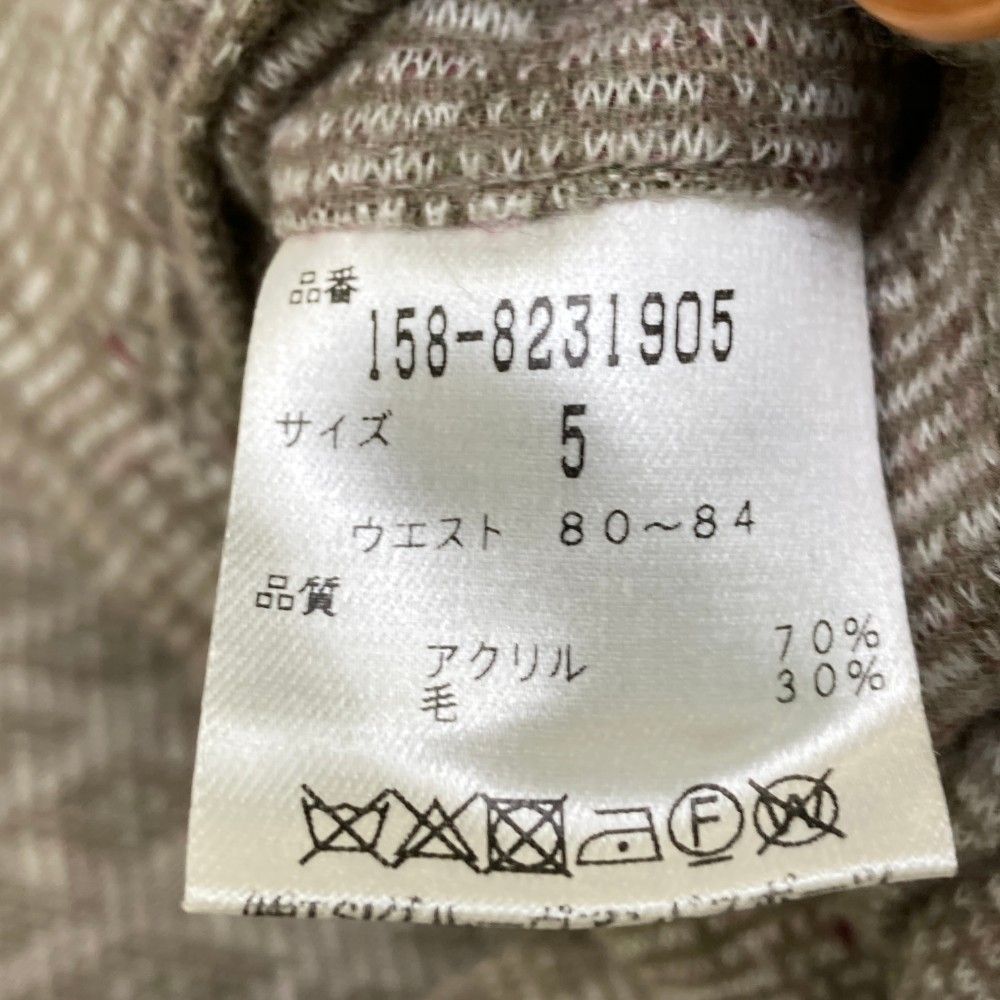 品番
158-8231905
サイズ 5
ウエスト 80〜84
品質
アクリル 70%
毛 30%
F W